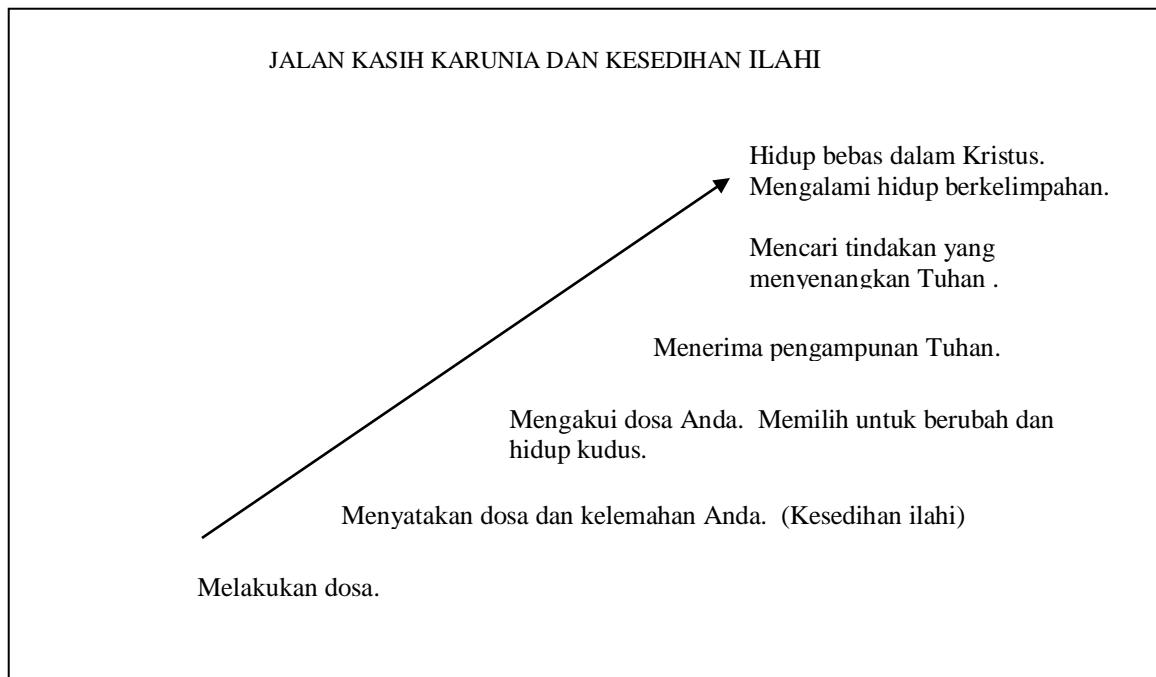 JALAN KASIH KARUNIA DAN KESEDIHAN ILAHI
Hidup bebas dalam Kristus.
Mengalami hidup berkelimpahan.
Mencari tindakan yang
menyenangkan Tuhan .
Menerima pengampunan Tuhan.
Mengakui dosa Anda.  Memilih untuk berubah dan
hidup kudus.
Menyatakan dosa dan kelemahan Anda.  (Kesedihan ilahi)
Melakukan dosa.